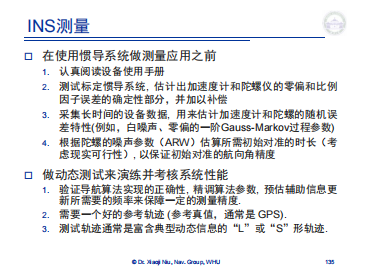 INS测量
□ 在使用惯导系统做测量应用之前
1. 认真阅读设备使用手册
2. 测试标定惯导系统, 估计出加速度计和陀螺仪的零偏和比例
因子误差的确定性部分，并加以补偿
3. 采集长时间的设备数据, 用来估计加速度计和陀螺的随机误
差特性(例如，白噪声、零偏的一阶Gauss-Markov过程参数)
4. 根据陀螺的噪声参数（ARW）估算所需初始对准的时长（考
虑现实可行性）, 以保证初始对准的航向角精度
□ 做动态测试来演练并考核系统性能
1. 验证导航算法实现的正确性, 精调算法参数, 预估辅助信息更
新所需要的频率来保障一定的测量精度.
2. 需要一个好的参考轨迹 (参考真值，通常是 GPS).
3. 测试轨迹通常是富含典型动态信息的“L”或“S”形轨迹.
© Dr. Xiaoji Niu, Nav. Group, WHU
135